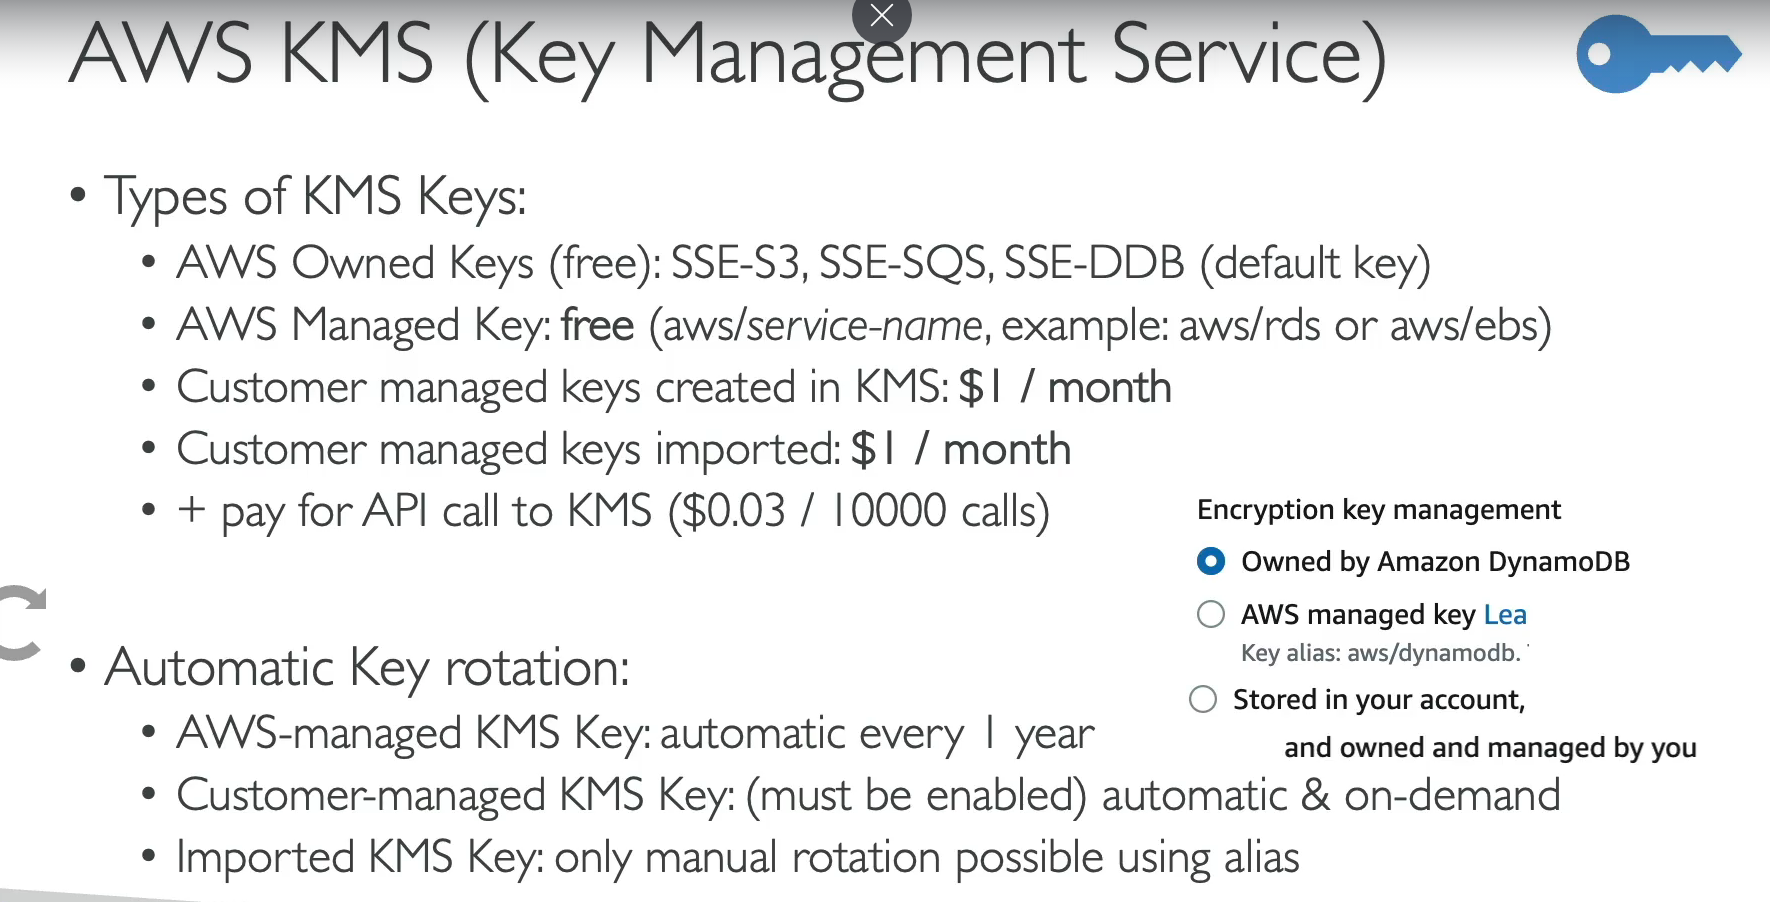 AWS KMS (Key Management Service)
• Types of KMS Keys:
• AWS Owned Keys (free): SSE-S3, SSE-SQS, SSE-DDB (default key)
• AWS Managed Key: free (aws/service-name, example: aws/rds or aws/ebs)
• Customer managed keys created in KMS: $1 / month
• Customer managed keys imported: $1 / month
• + pay for API call to KMS ($0.03 / 10000 calls)
Encryption key management
Owned by Amazon DynamoDB
AWS managed key Lea
Key alias: aws/dynamodb.
Stored in your account,
and owned and managed by you
• Automatic Key rotation:
• AWS-managed KMS Key: automatic every 1 year
• Customer-managed KMS Key: (must be enabled) automatic & on-demand
• Imported KMS Key: only manual rotation possible using alias